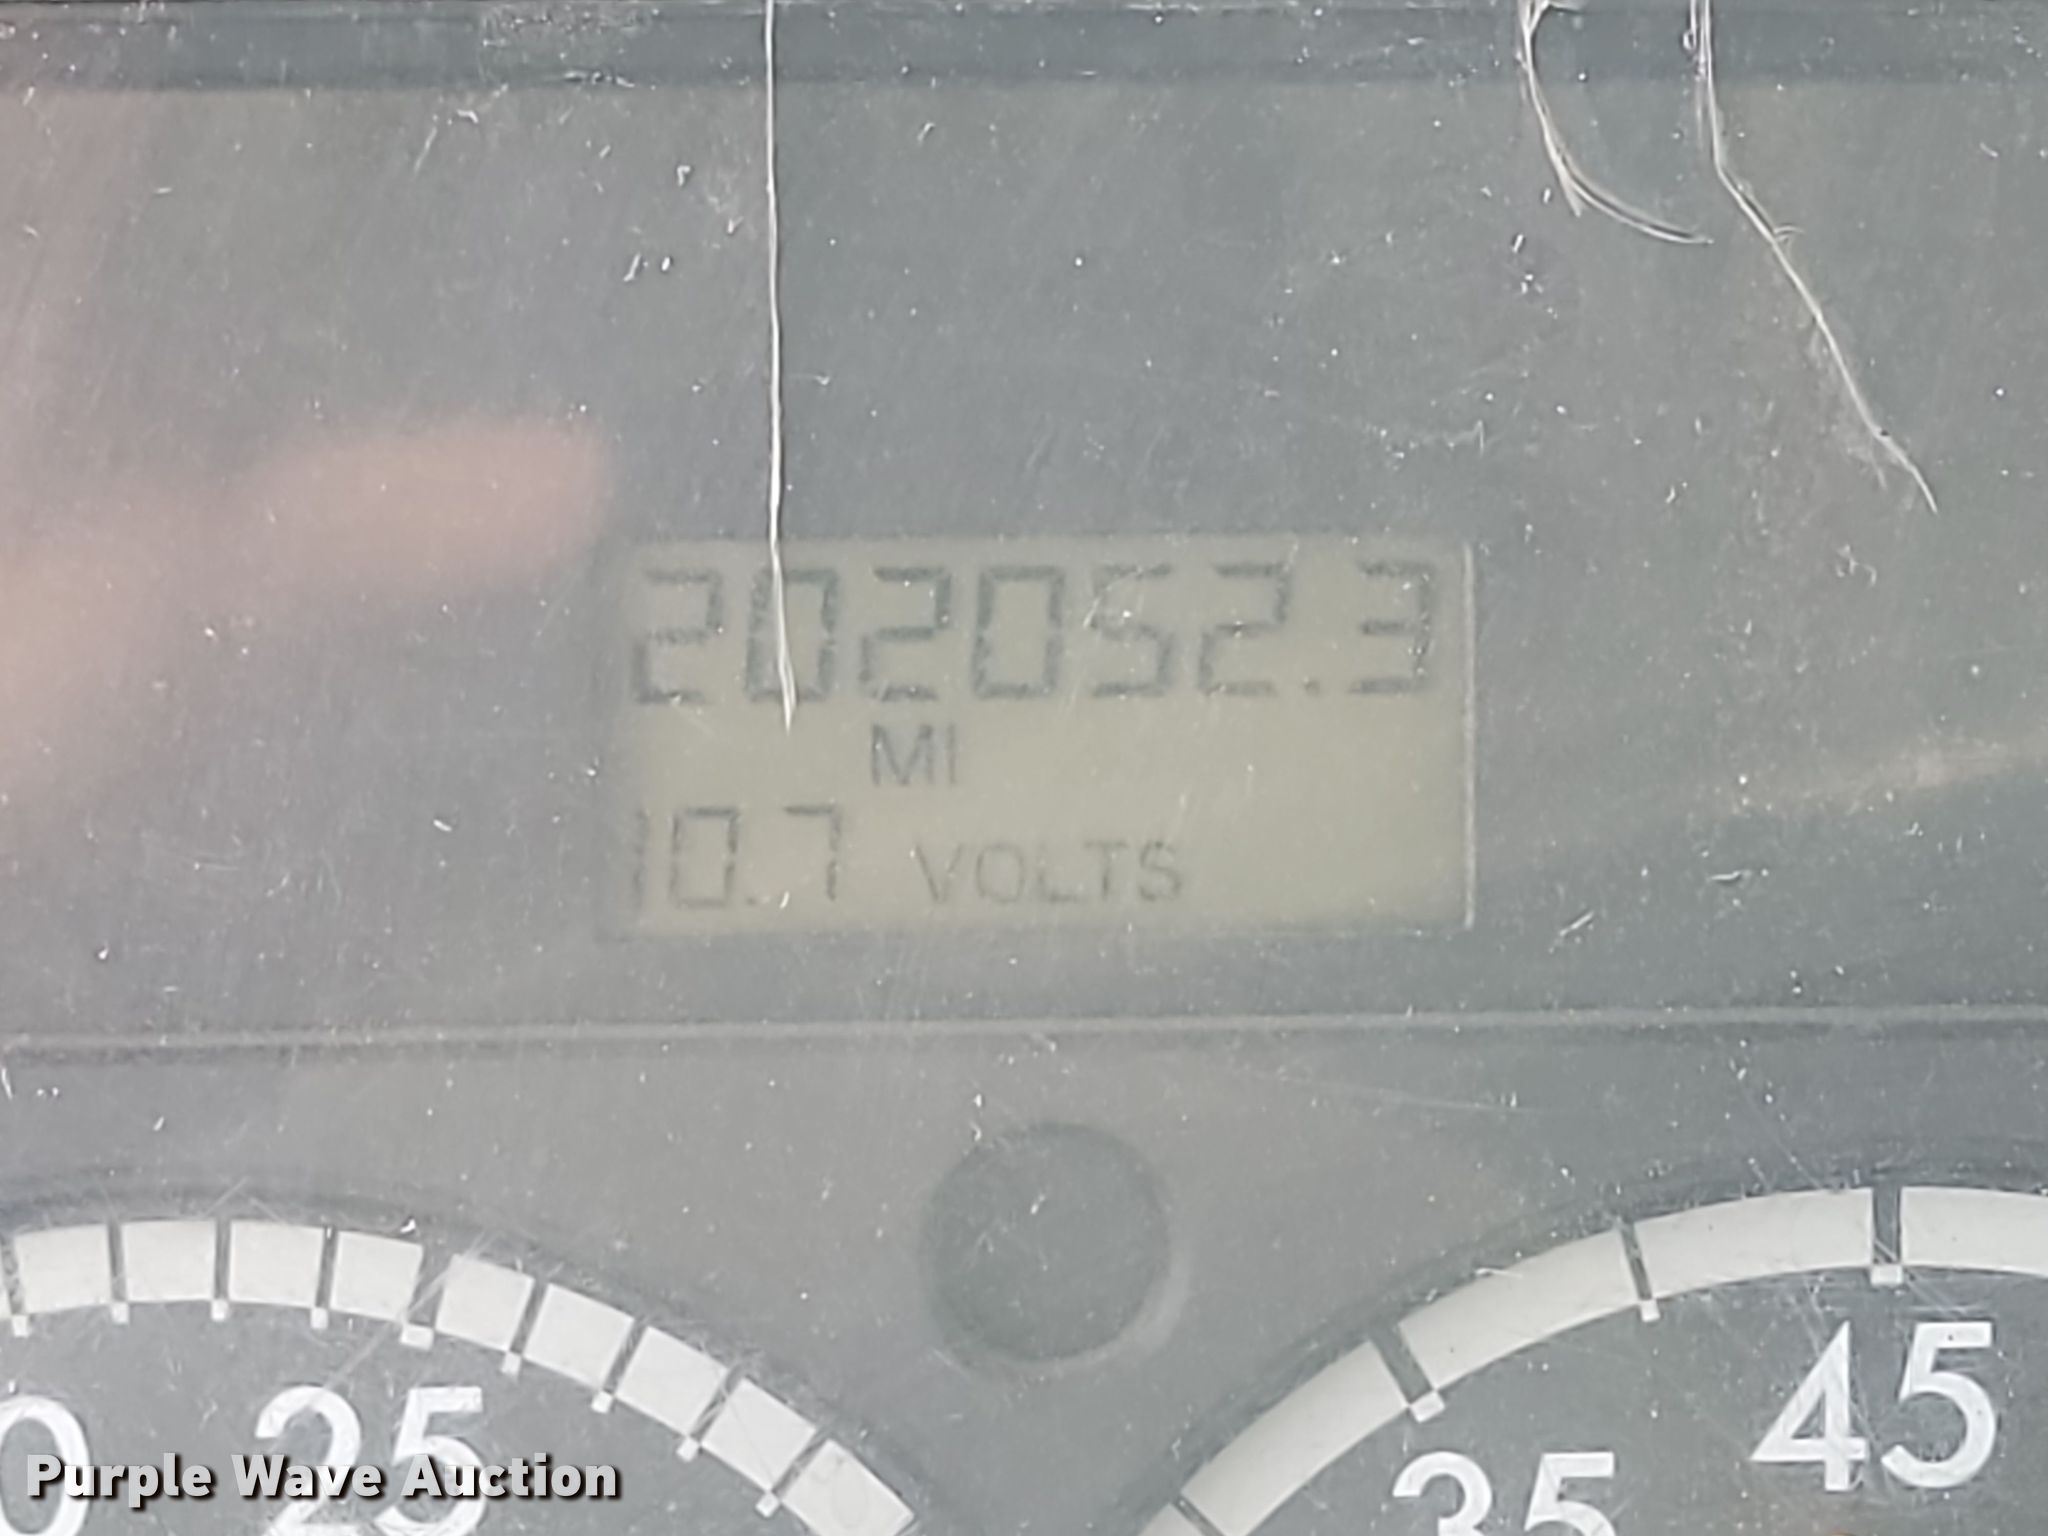 202052.3
MI
10.7 VOLTS
25
45
35
Purple Wave Auction